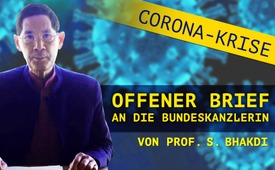 CORONA-KRISE
OFFENER BRIEF
AN DIE BUNDESKANZLERIN
VON PROF. S. BHAKDI